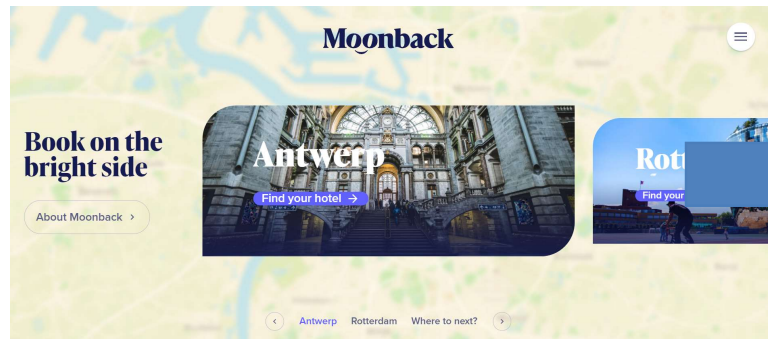 Moonback
Book on the
bright side
About Moonback
Antwerp
Find your hotel
Find your
Antwerp Rotterdam Where to next?